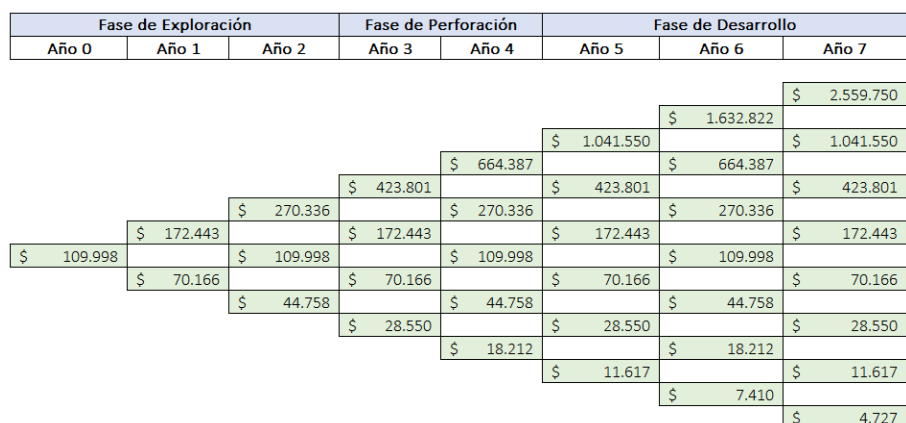 Fase de Exploración Fase de Perforación Fase de Desarrollo
Año 0 Año 1 Año 2 Año 3 Año 4 Año 5 Año 6 Año 7
$ 2.559.750
$ 1.632.822
$ 1.041.550 $ 1.041.550
$ 664.387 $ 664.387
$ 423.801 $ 423.801 $ 423.801
$ 270.336 $ 270.336 $ 270.336
$ 172.443 $ 172.443 $ 172.443 $ 172.443
$ 109.998 $ 109.998 $ 109.998 $ 109.998
$ 70.166 $ 70.166 $ 70.166 $ 70.166
$ 44.758 $ 44.758 $ 44.758
$ 28.550 $ 28.550 $ 28.550
$ 18.212 $ 18.212
$ 11.617 $ 11.617
$ 7.410
$ 4.727